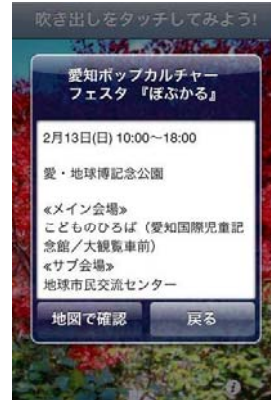 吹き出しをタッチしてみよう!
愛知ポップカルチャー
フェスタ 『ぽぷかる』
2月13日(日) 10:00〜18:00
愛・地球博記念公園
≪メイン会場≫
こどものひろば（愛知国際児童記
念館／大観覧車前）
≪サブ会場≫
地球市民交流センター
地図で確認
戻る